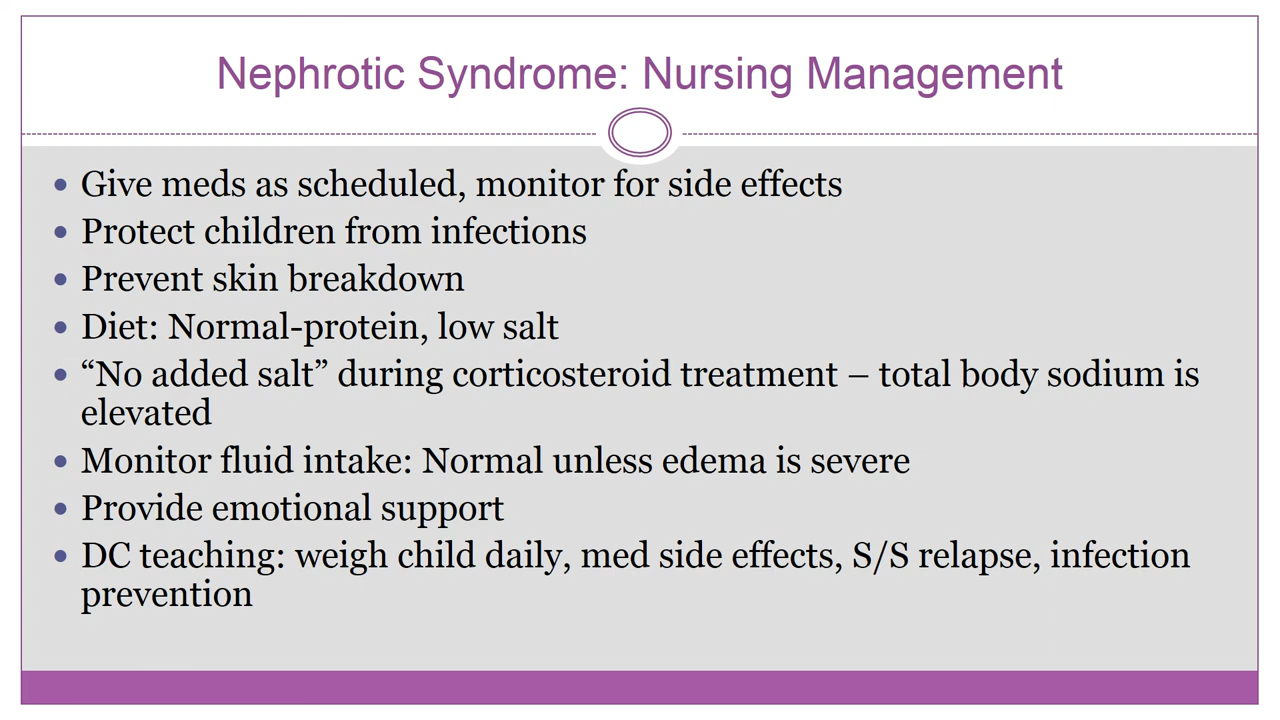 Nephrotic Syndrome: Nursing Management
• Give meds as scheduled, monitor for side effects
• Protect children from infections
• Prevent skin breakdown
• Diet: Normal-protein, low salt
• “No added salt” during corticosteroid treatment – total body sodium is
elevated
• Monitor fluid intake: Normal unless edema is severe
• Provide emotional support
• DC teaching: weigh child daily, med side effects, S/S relapse, infection
prevention